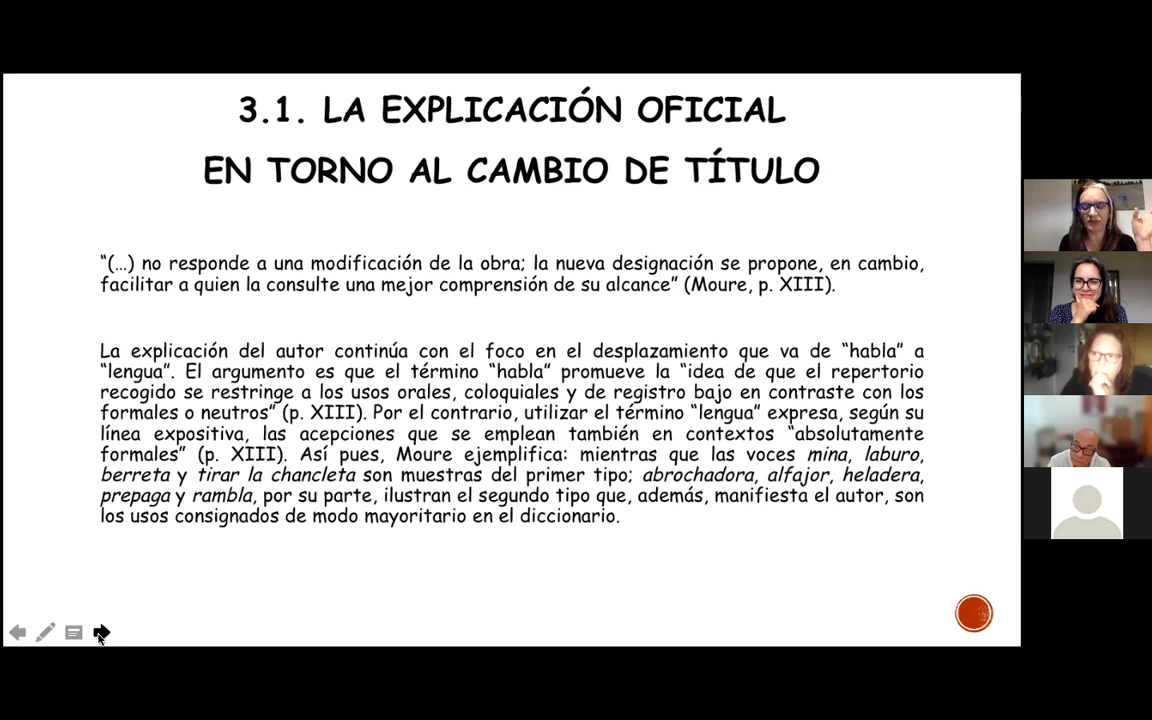 3.1. LA EXPLICACIÓN OFICIAL
EN TORNO AL CAMBIO DE TÍTULO
“(…) no responde a una modificación de la obra; la nueva designación se propone, en cambio,
facilitar a quien la consulte una mejor comprensión de su alcance” (Moure, p. XIII).
La explicación del autor continúa con el foco en el desplazamiento que va de “habla” a
“lengua”. El argumento es que el término “habla” promueve la “idea de que el repertorio
recogido se restringe a los usos orales, coloquiales y de registro bajo en contraste con los
formales o neutros” (p. XIII). Por el contrario, utilizar el término “lengua” expresa, según su
línea expositiva, las acepciones que se emplean también en contextos “absolutamente
formales” (p. XIII). Así pues, Moure ejemplifica: mientras que las voces mina, laburo,
berreta y tirar la chancleta son muestras del primer tipo; abrochadora, alfajor, heladera,
prepaga y rambla, por su parte, ilustran el segundo tipo que, además, manifiesta el autor, son
los usos consignados de modo mayoritario en el diccionario.